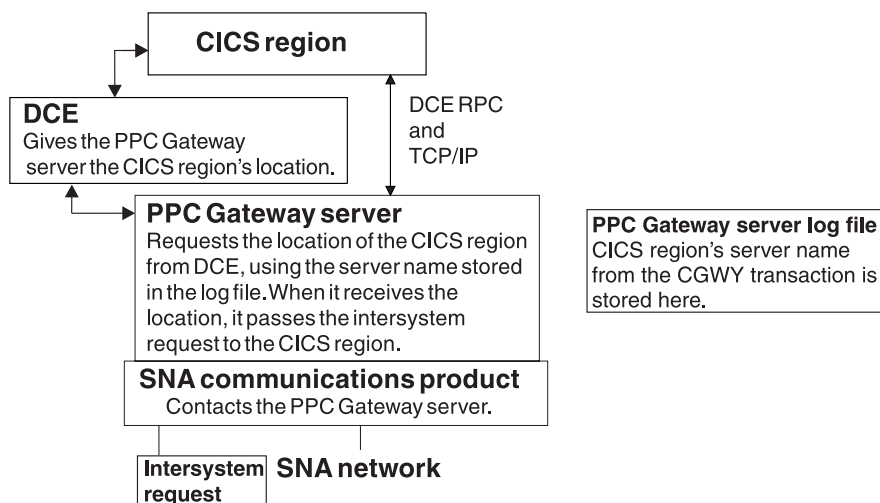 CICS region
DCE
Gives the PPC Gateway
server the CICS region's location.
DCE RPC
and
TCP/IP
PPC Gateway server
Requests the location of the CICS region
from DCE, using the server name stored
in the log file. When it receives the
location, it passes the intersystem
request to the CICS region.
PPC Gateway server log file
CICS region's server name
from the CGWY transaction is
stored here.
SNA communications product
Contacts the PPC Gateway server.
Intersystem
request
SNA network